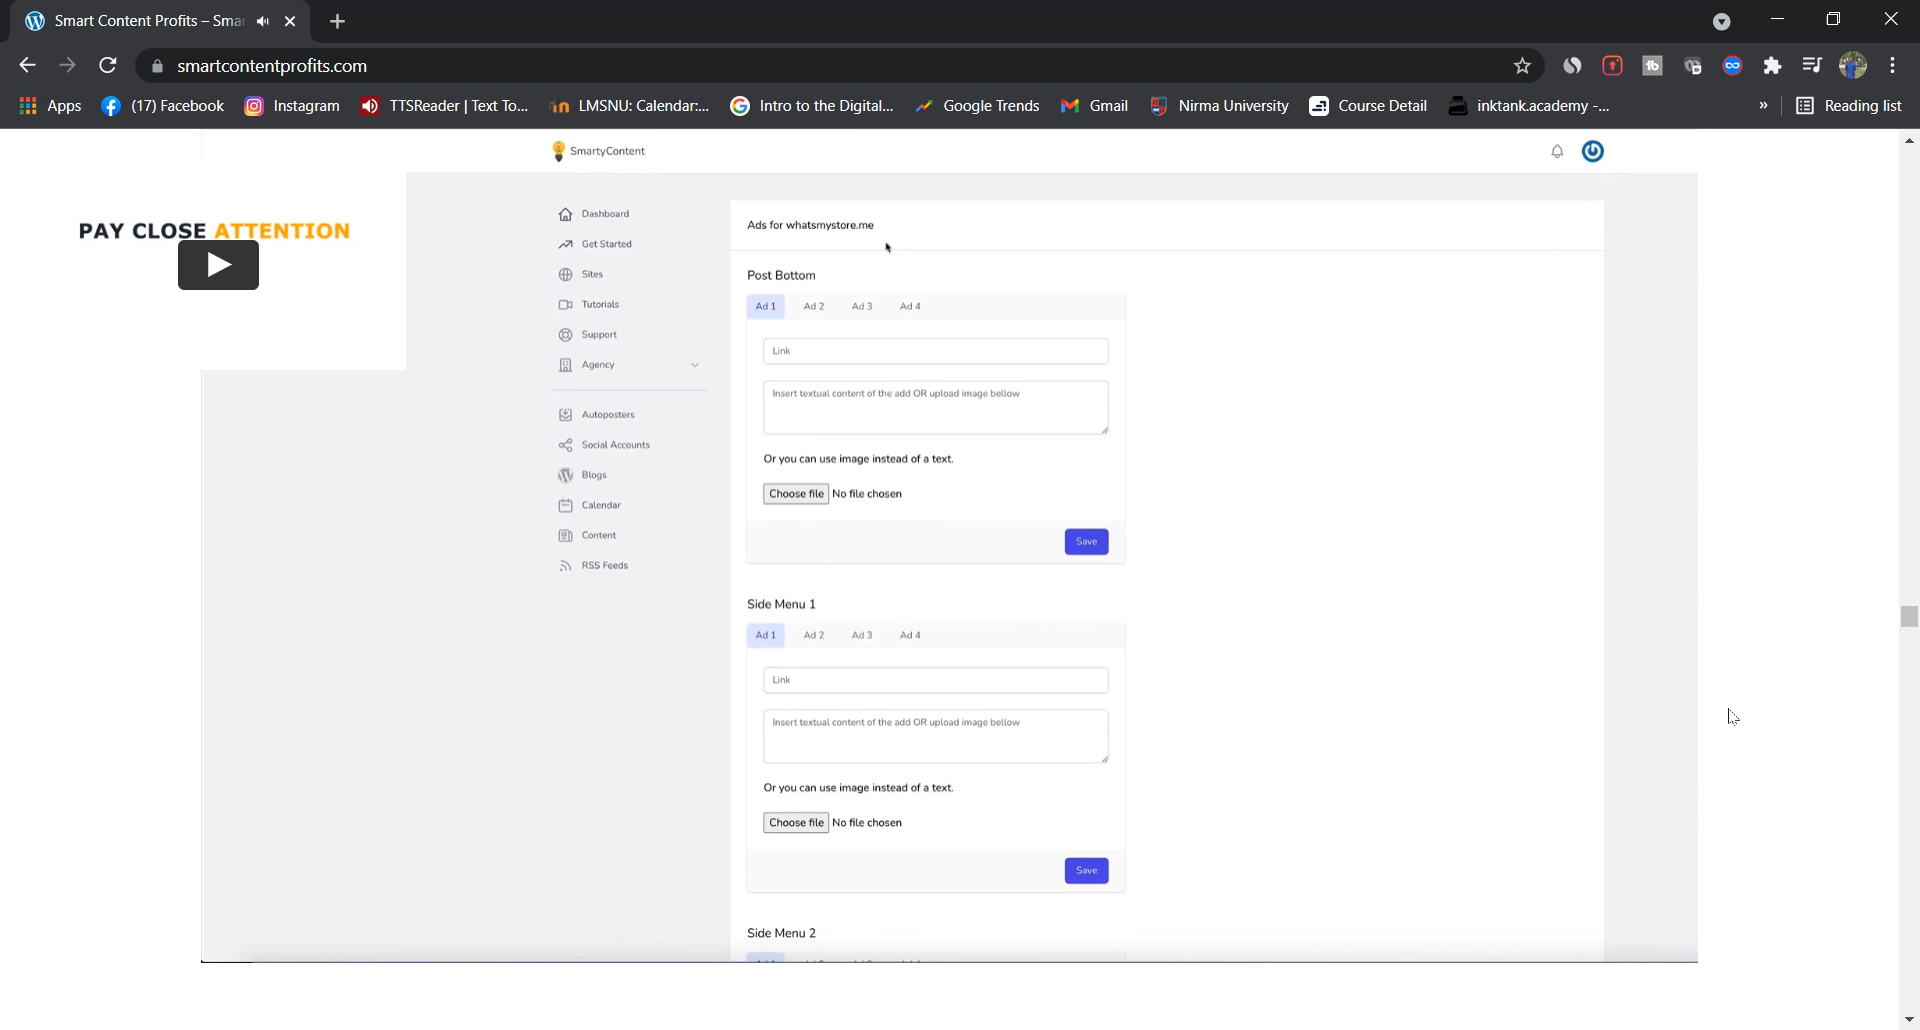 Smart Content Profits – Smar
smartcontentprofits.com
Apps
(17) Facebook
Instagram
TTSReader | Text To...
LMSNU: Calendar:...
Intro to the Digital...
Google Trends
Gmail
Nirma University
Course Detail
inktank.academy -...
»
Reading list
SmartyContent
PAY CLOSE ATTENTION
Dashboard
Get Started
Sites
Tutorials
Support
Agency
Autoposters
Social Accounts
Blogs
Calendar
Content
RSS Feeds
Ads for whatsmystore.me
Post Bottom
Ad 1 Ad 2 Ad 3 Ad 4
Link
Insert textual content of the add OR upload image bellow
Or you can use image instead of a text.
Choose file No file chosen
Save
Side Menu 1
Ad 1 Ad 2 Ad 3 Ad 4
Link
Insert textual content of the add OR upload image bellow
Or you can use image instead of a text.
Choose file No file chosen
Save
Side Menu 2